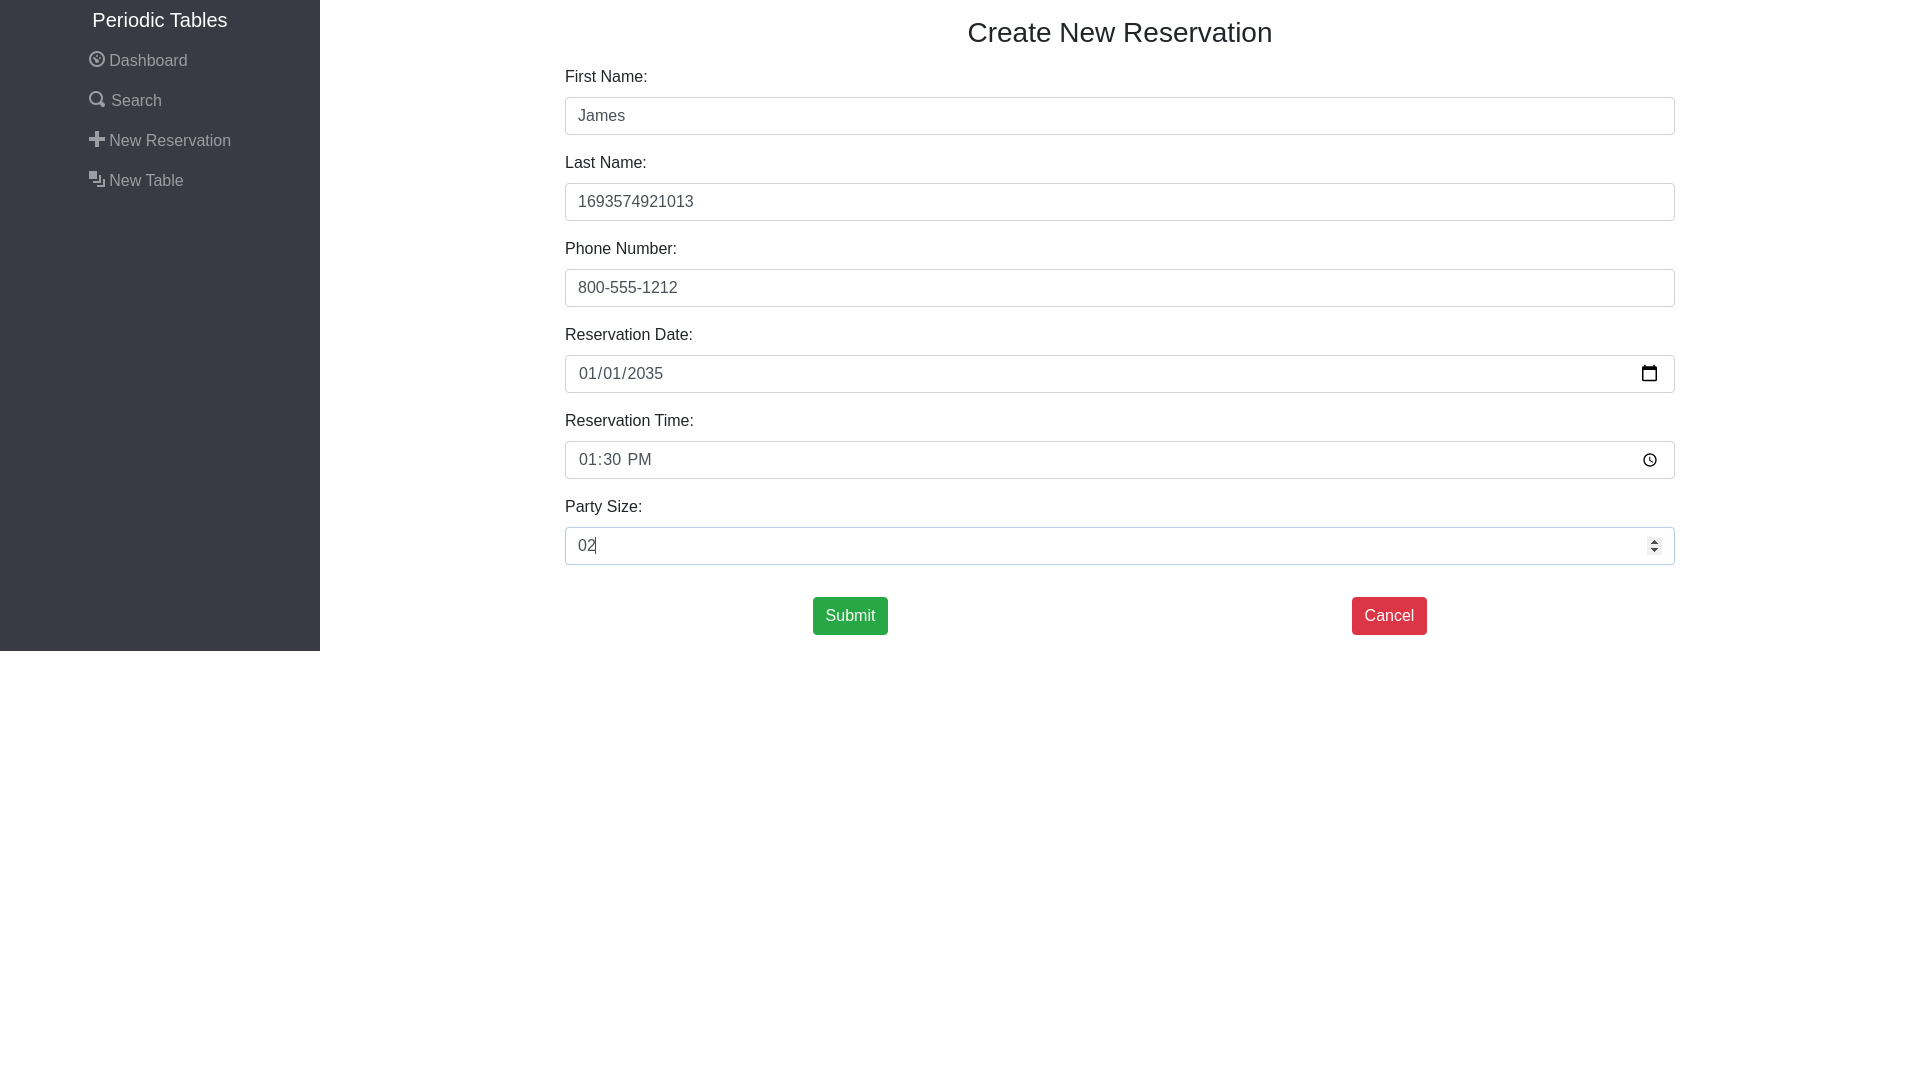 Periodic Tables
Dashboard
Search
New Reservation
New Table
Create New Reservation
First Name:
James
Last Name:
1693574921013
Phone Number:
800-555-1212
Reservation Date:
01/01/2035
Reservation Time:
01:30 PM
Party Size:
02
Submit
Cancel